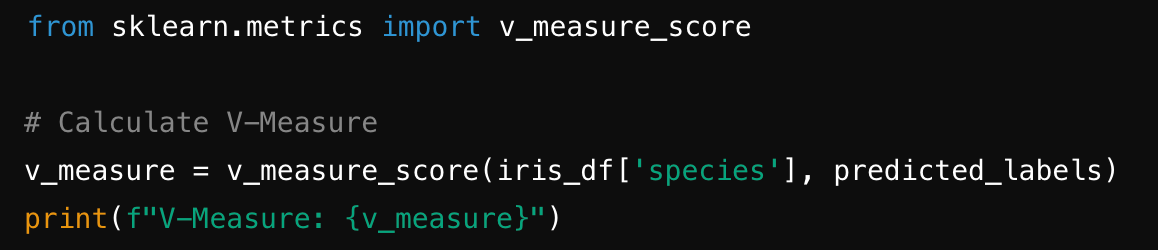 from sklearn.metrics import v_measure_score
# Calculate V-Measure
v_measure = v_measure_score(iris_df['species'], predicted_labels)
print(f"V-Measure: {v_measure}")